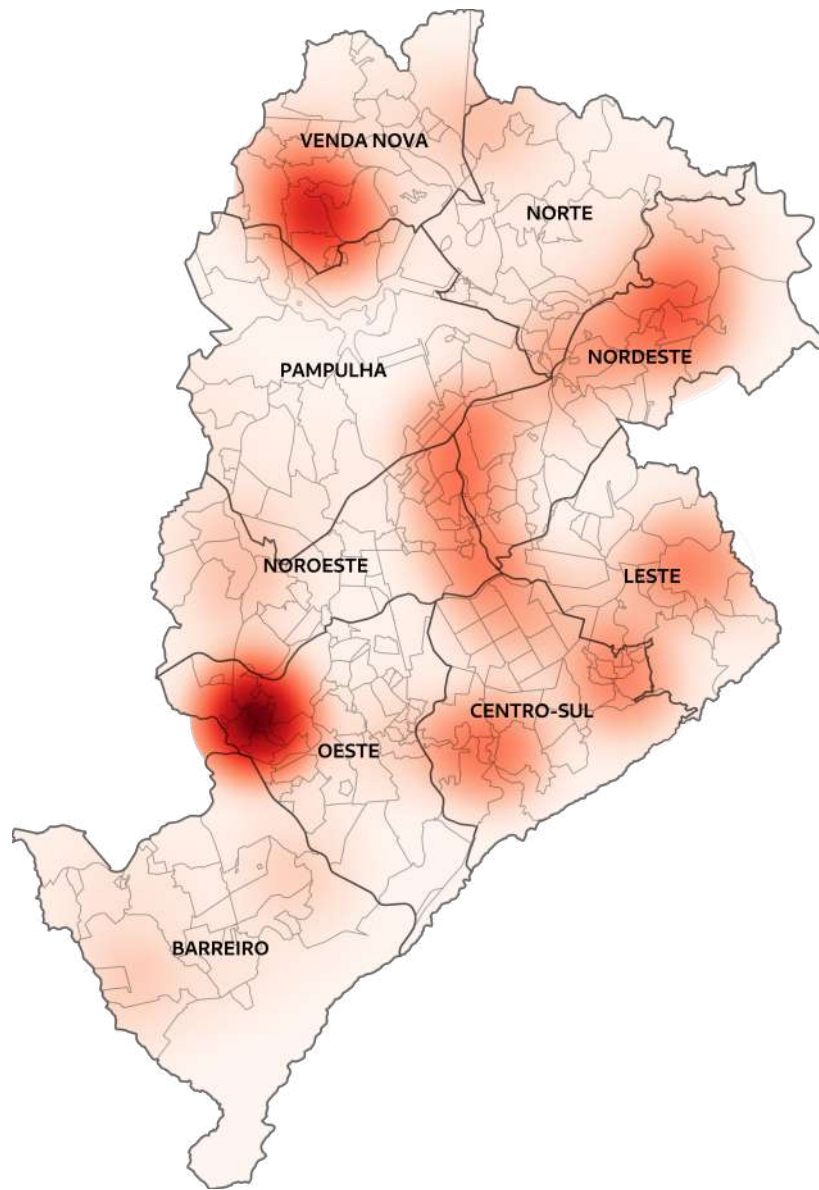 VENDA NOVA
NORTE
NORDESTE
PAMPULHA
NOROESTE
LESTE
CENTRO-SUL
OESTE
BARREIRO